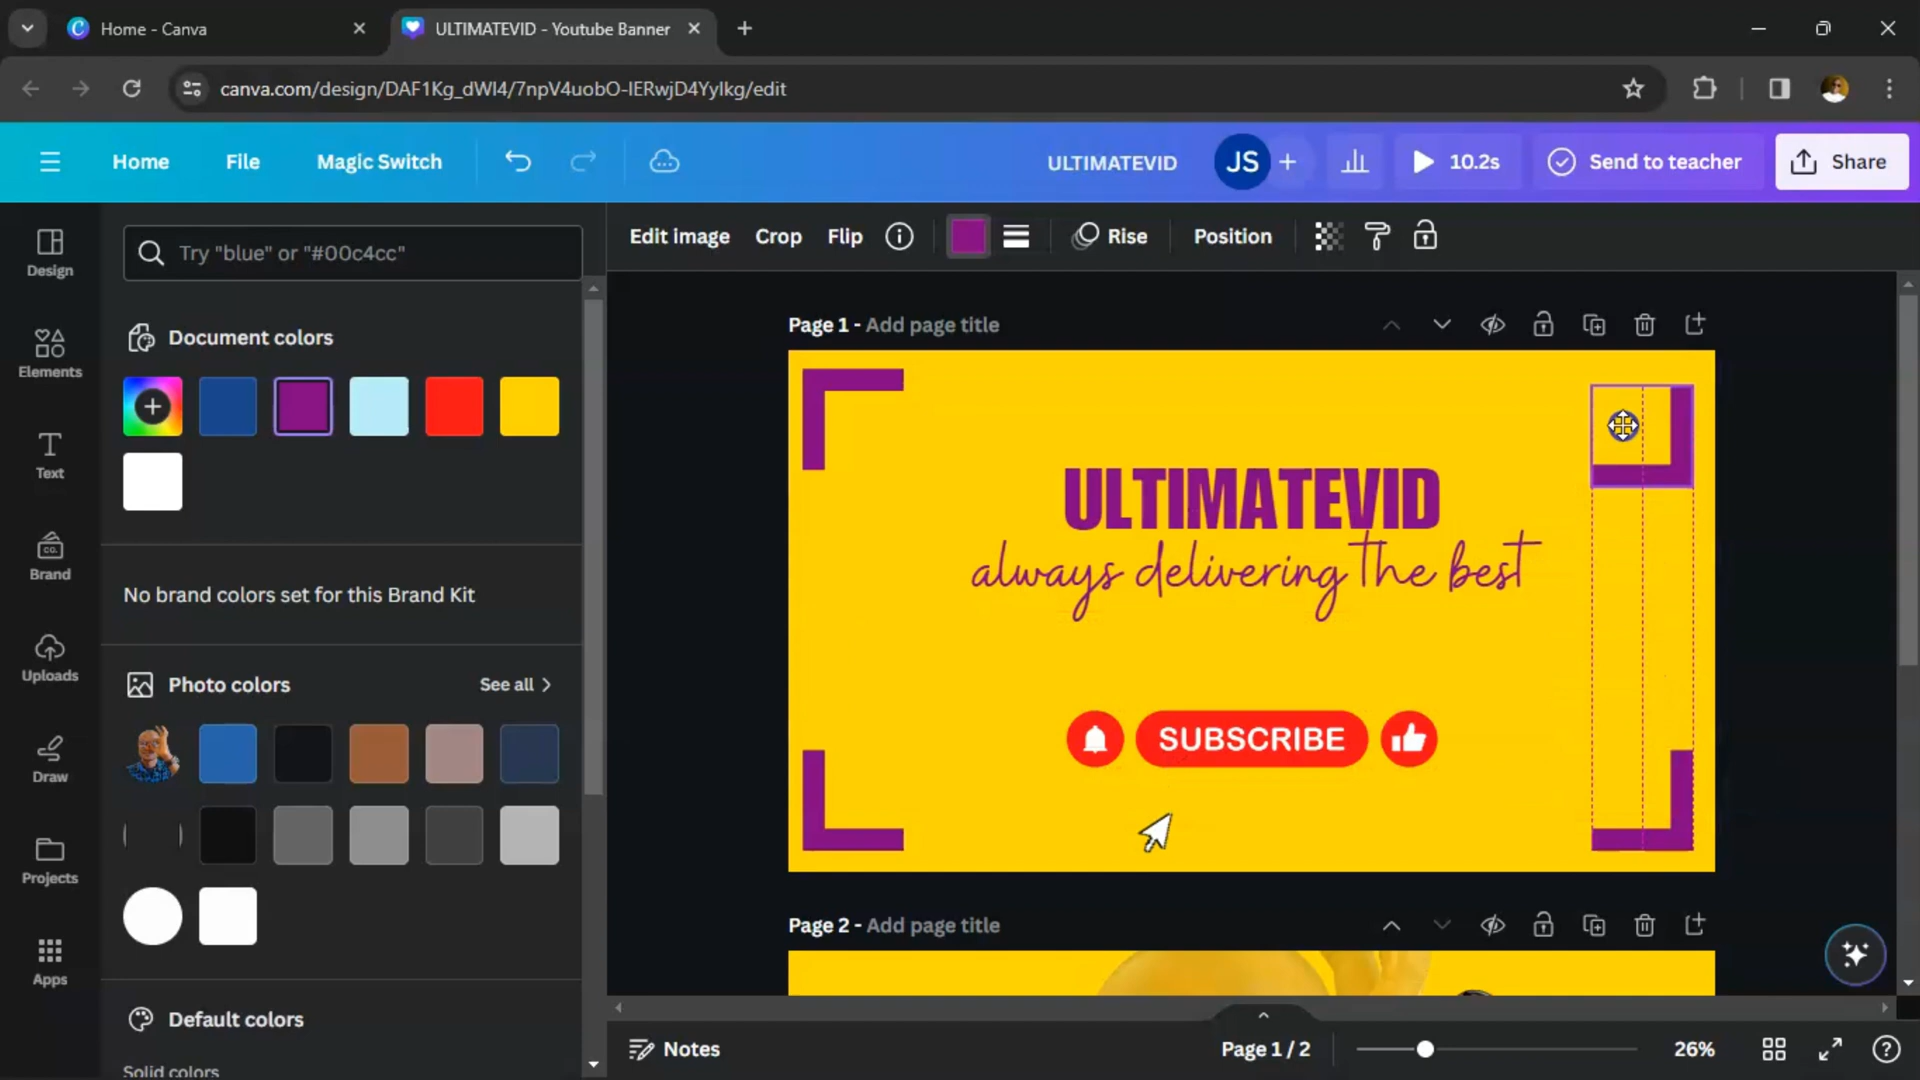 Home - Canva
ULTIMATEVID - Youtube Banner
canva.com/design/DAF1Kg_dWI4/7npV4uobO-IERwjD4Yylkg/edit
Home
File
Magic Switch
ULTIMATEVID
JS
10.2s
Send to teacher
Share
Design
Elements
Text
Brand
Uploads
Draw
Projects
Apps
Try "blue" or "#00c4cc"
Document colors
No brand colors set for this Brand Kit
Photo colors
See all
Default colors
Solid colors
Edit image
Crop
Flip
Rise
Position
Page 1 - Add page title
ULTIMATEVID
always delivering the best
SUBSCRIBE
Page 2 - Add page title
Notes
Page 1 / 2
26%
CO.